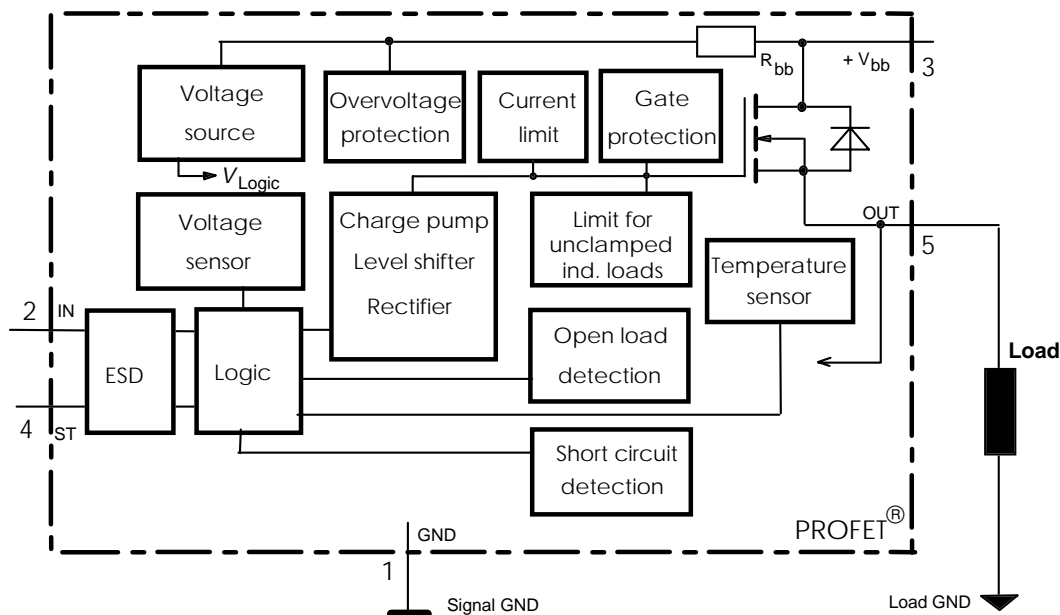 R bb
+ V bb
3
Voltage
source
Overvoltage
protection
Current
limit
Gate
protection
V Logic
Voltage
sensor
Charge pump
Level shifter
Rectifier
Limit for
unclamped
ind. loads
OUT
5
Temperature
sensor
2
IN
ESD
Logic
Open load
detection
Load
4
ST
Short circuit
detection
PROFET®
GND
1
Signal GND
Load GND